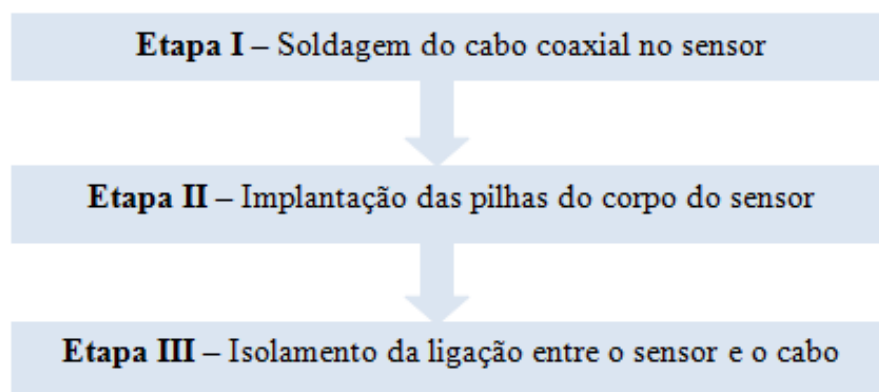 Etapa I – Soldagem do cabo coaxial no sensor
Etapa II – Implantação das pilhas do corpo do sensor
Etapa III – Isolamento da ligação entre o sensor e o cabo